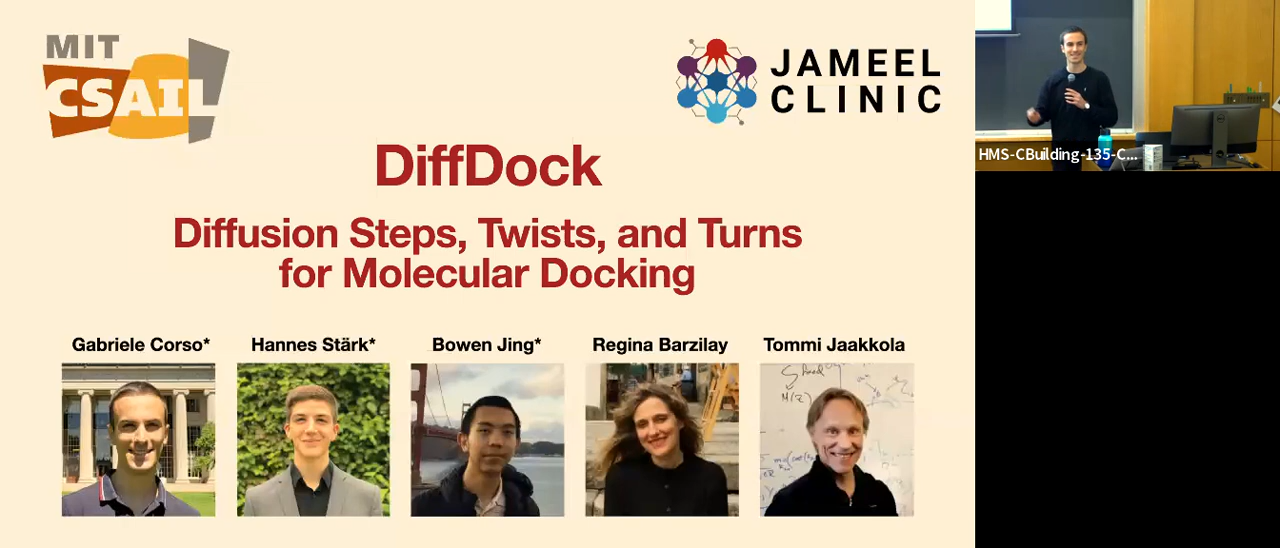 MIT
CSAIL
JAMEEL
CLINIC
DiffDock
Diffusion Steps, Twists, and Turns
for Molecular Docking
Gabriele Corso*
Hannes Stärk*
Bowen Jing*
Regina Barzilay
Tommi Jaakkola
HMS-CBuilding-135-C...